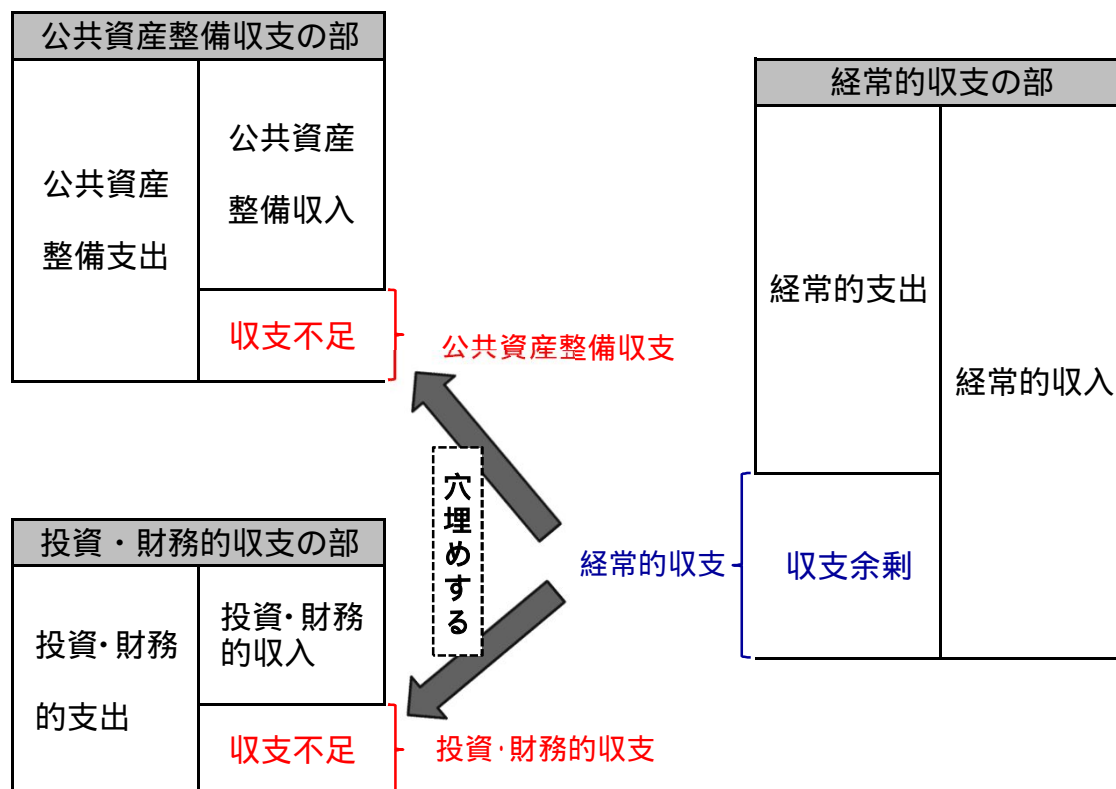 公共資産整備収支の部
公共資産
整備支出
公共資産
整備収入
収支不足
公共資産整備収支
経常的収支の部
経常的支出
経常的収入
収支余剰
経常的収支
穴埋めする
投資・財務的収支の部
投資・財務
的支出
投資・財務
的収入
収支不足
投資・財務的収支